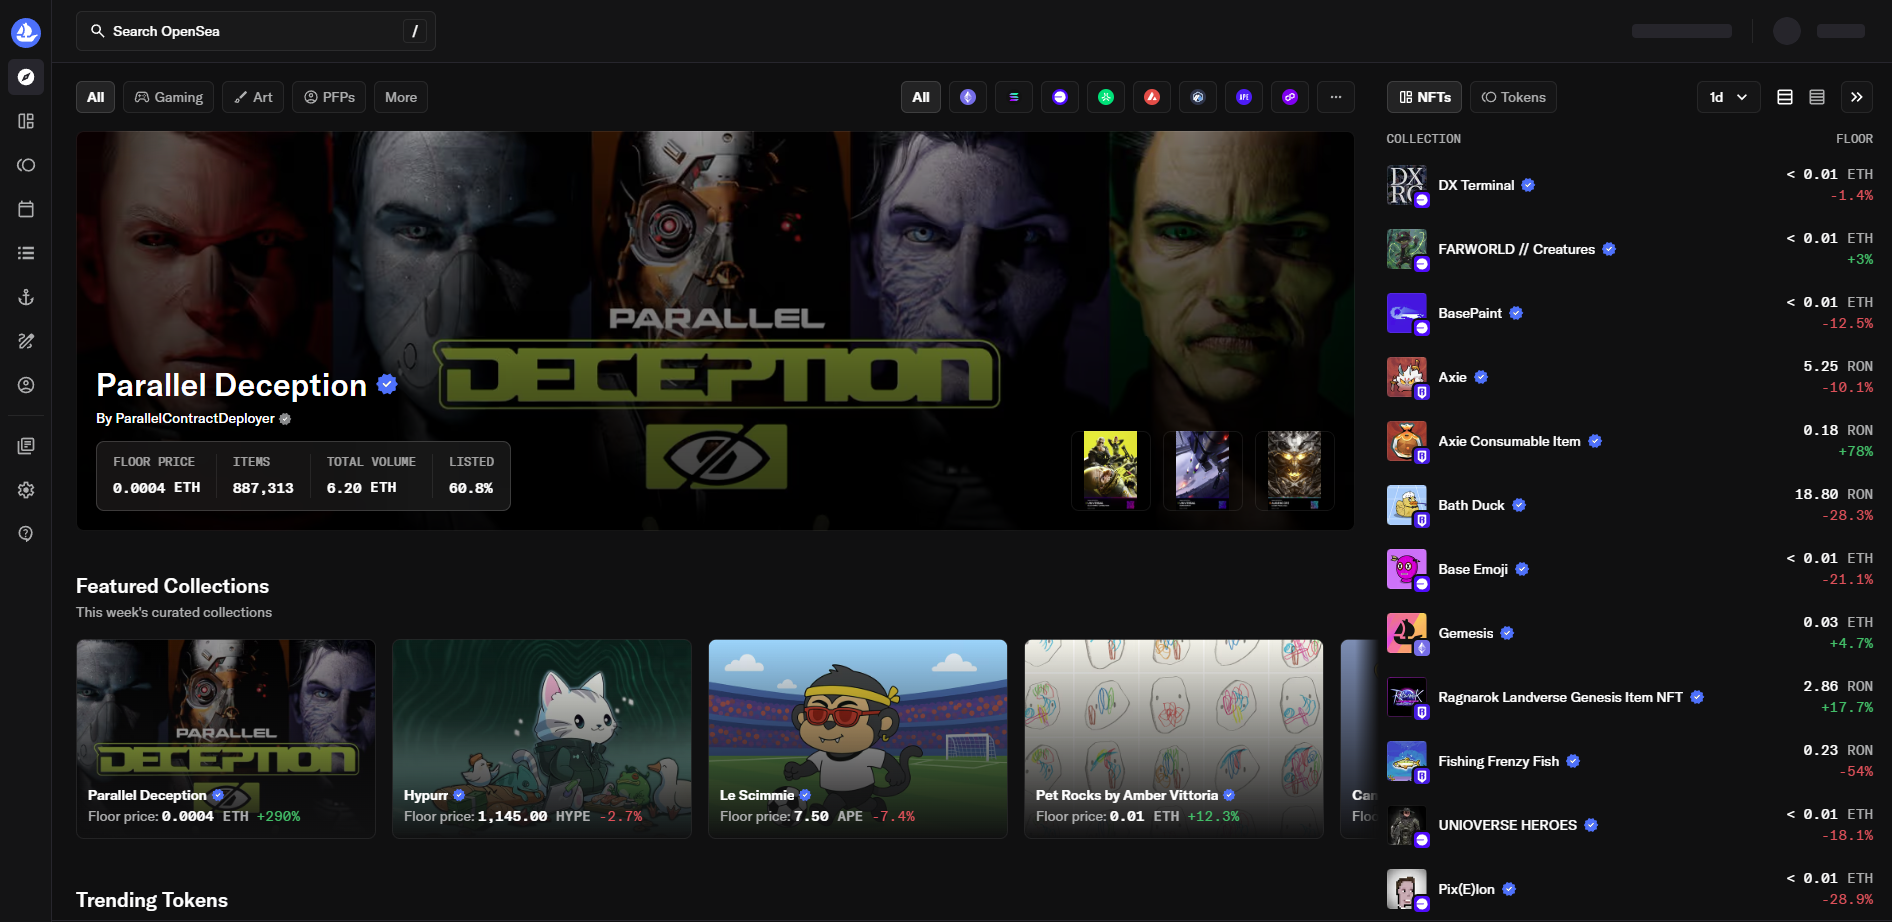 Search OpenSea
/
All
Gaming
Art
PFPs
More
All
...
NFTs
Tokens
1d
COLLECTION
FLOOR
PARALLEL
DECEPTION
Parallel Deception
By ParallelContractDeployer
FLOOR PRICE
ITEMS
TOTAL VOLUME
LISTED
0.0004 ETH
887,313
6.20 ETH
60.8%
DX Terminal
< 0.01 ETH
-1.4%
FARWORLD // Creatures
< 0.01 ETH
+3%
BasePaint
< 0.01 ETH
-12.5%
Axie
5.25 RON
-10.1%
Axie Consumable Item
0.18 RON
+78%
Bath Duck
18.80 RON
-28.3%
Base Emoji
< 0.01 ETH
-21.1%
Gemesis
0.03 ETH
+4.7%
Ragnarok Landverse Genesis Item NFT
2.86 RON
+17.7%
Fishing Frenzy Fish
0.23 RON
-54%
UNIOVERSE HEROES
< 0.01 ETH
-18.1%
Pix(E)lon
< 0.01 ETH
-28.9%
Featured Collections
This week's curated collections
PARALLEL
DECEPTION
Parallel Deception
Floor price: 0.0004 ETH +290%
Hypurr
Floor price: 1,145.00 HYPE -2.7%
Le Scimmie
Floor price: 7.50 APE -7.4%
Pet Rocks by Amber Vittoria
Floor price: 0.01 ETH +12.3%
Trending Tokens